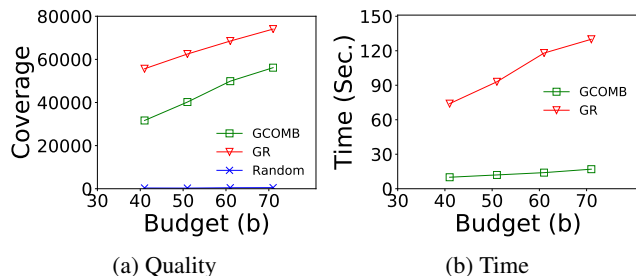 80000
60000
40000
20000
0
Coverage
GCOMB
GR
Random
30 40 50 60 70
Budget (b)
(a) Quality
150
120
90
60
30
0
Time (Sec.)
GCOMB
GR
30 40 50 60 70
Budget (b)
(b) Time